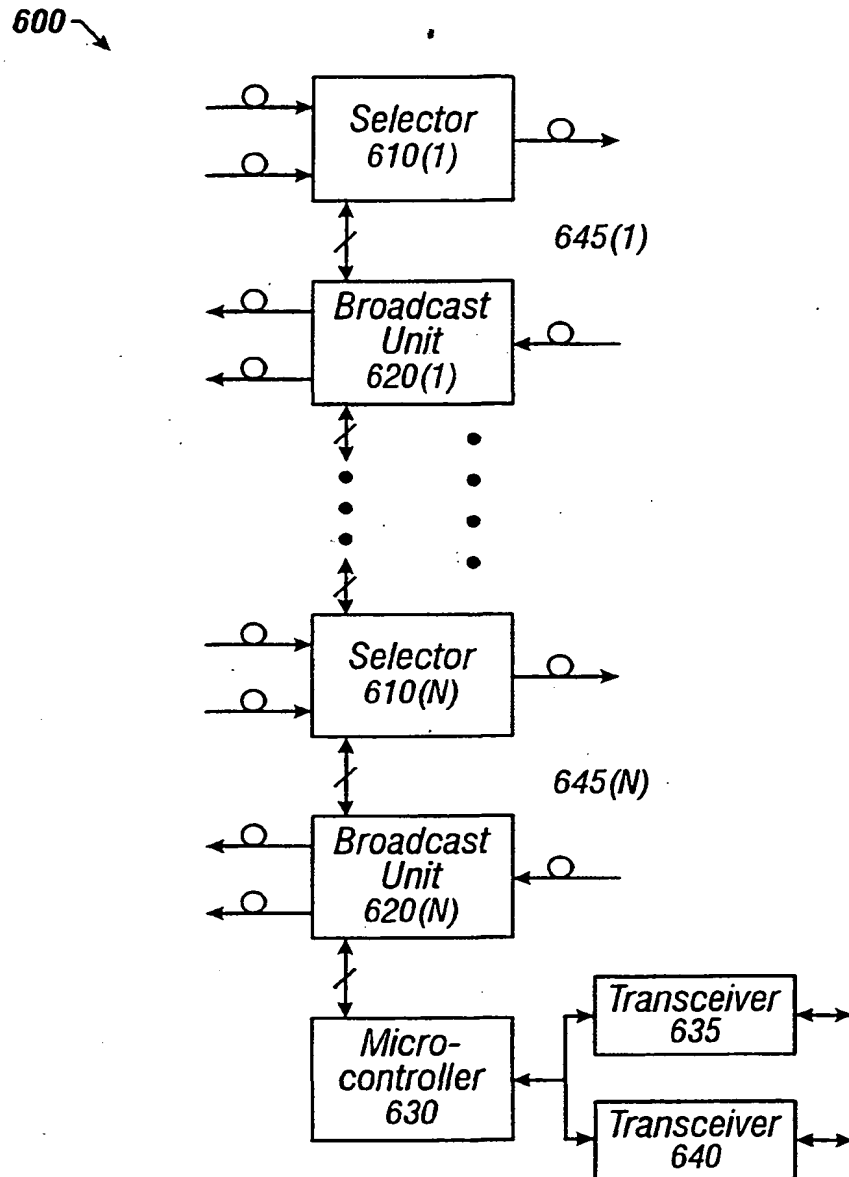 600
Selector
610(1)
645(1)
Broadcast
Unit
620(1)
Selector
610(N)
645(N)
Broadcast
Unit
620(N)
Micro-
controller
630
Transceiver
635
Transceiver
640